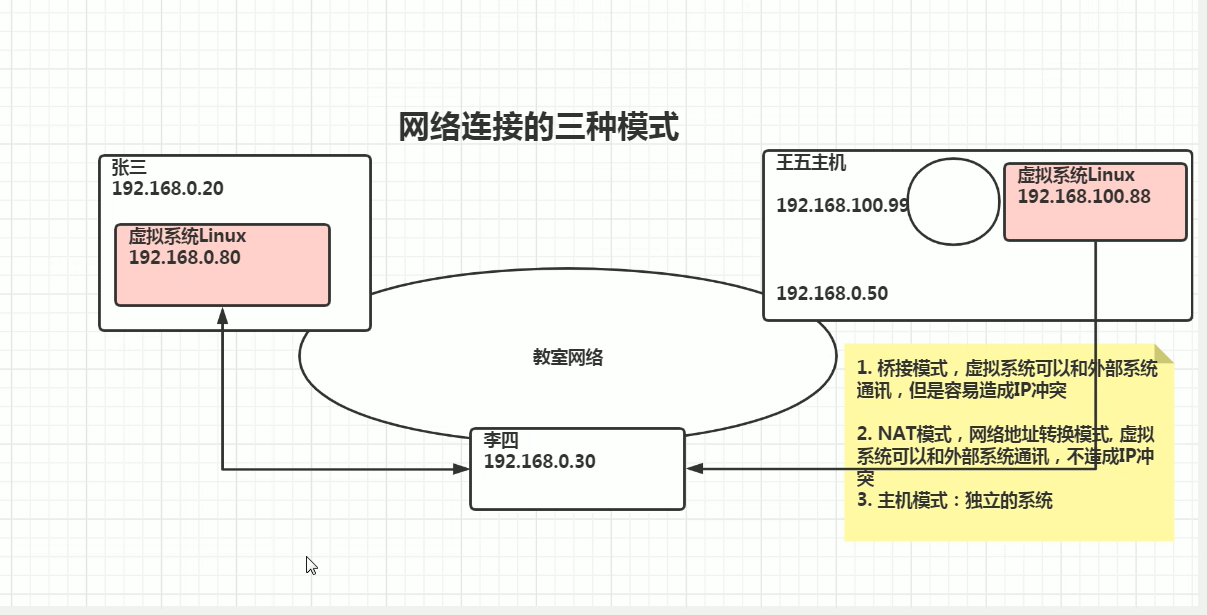 网络连接的三种模式
张三
192.168.0.20
虚拟系统Linux
192.168.0.80
王五主机
192.168.100.99
虚拟系统Linux
192.168.100.88
192.168.0.50
教室网络
李四
192.168.0.30
1. 桥接模式，虚拟系统可以和外部系统
通讯，但是容易造成IP冲突
2. NAT模式，网络地址转换模式, 虚拟
系统可以和外部系统通讯，不造成IP冲
突
3. 主机模式：独立的系统